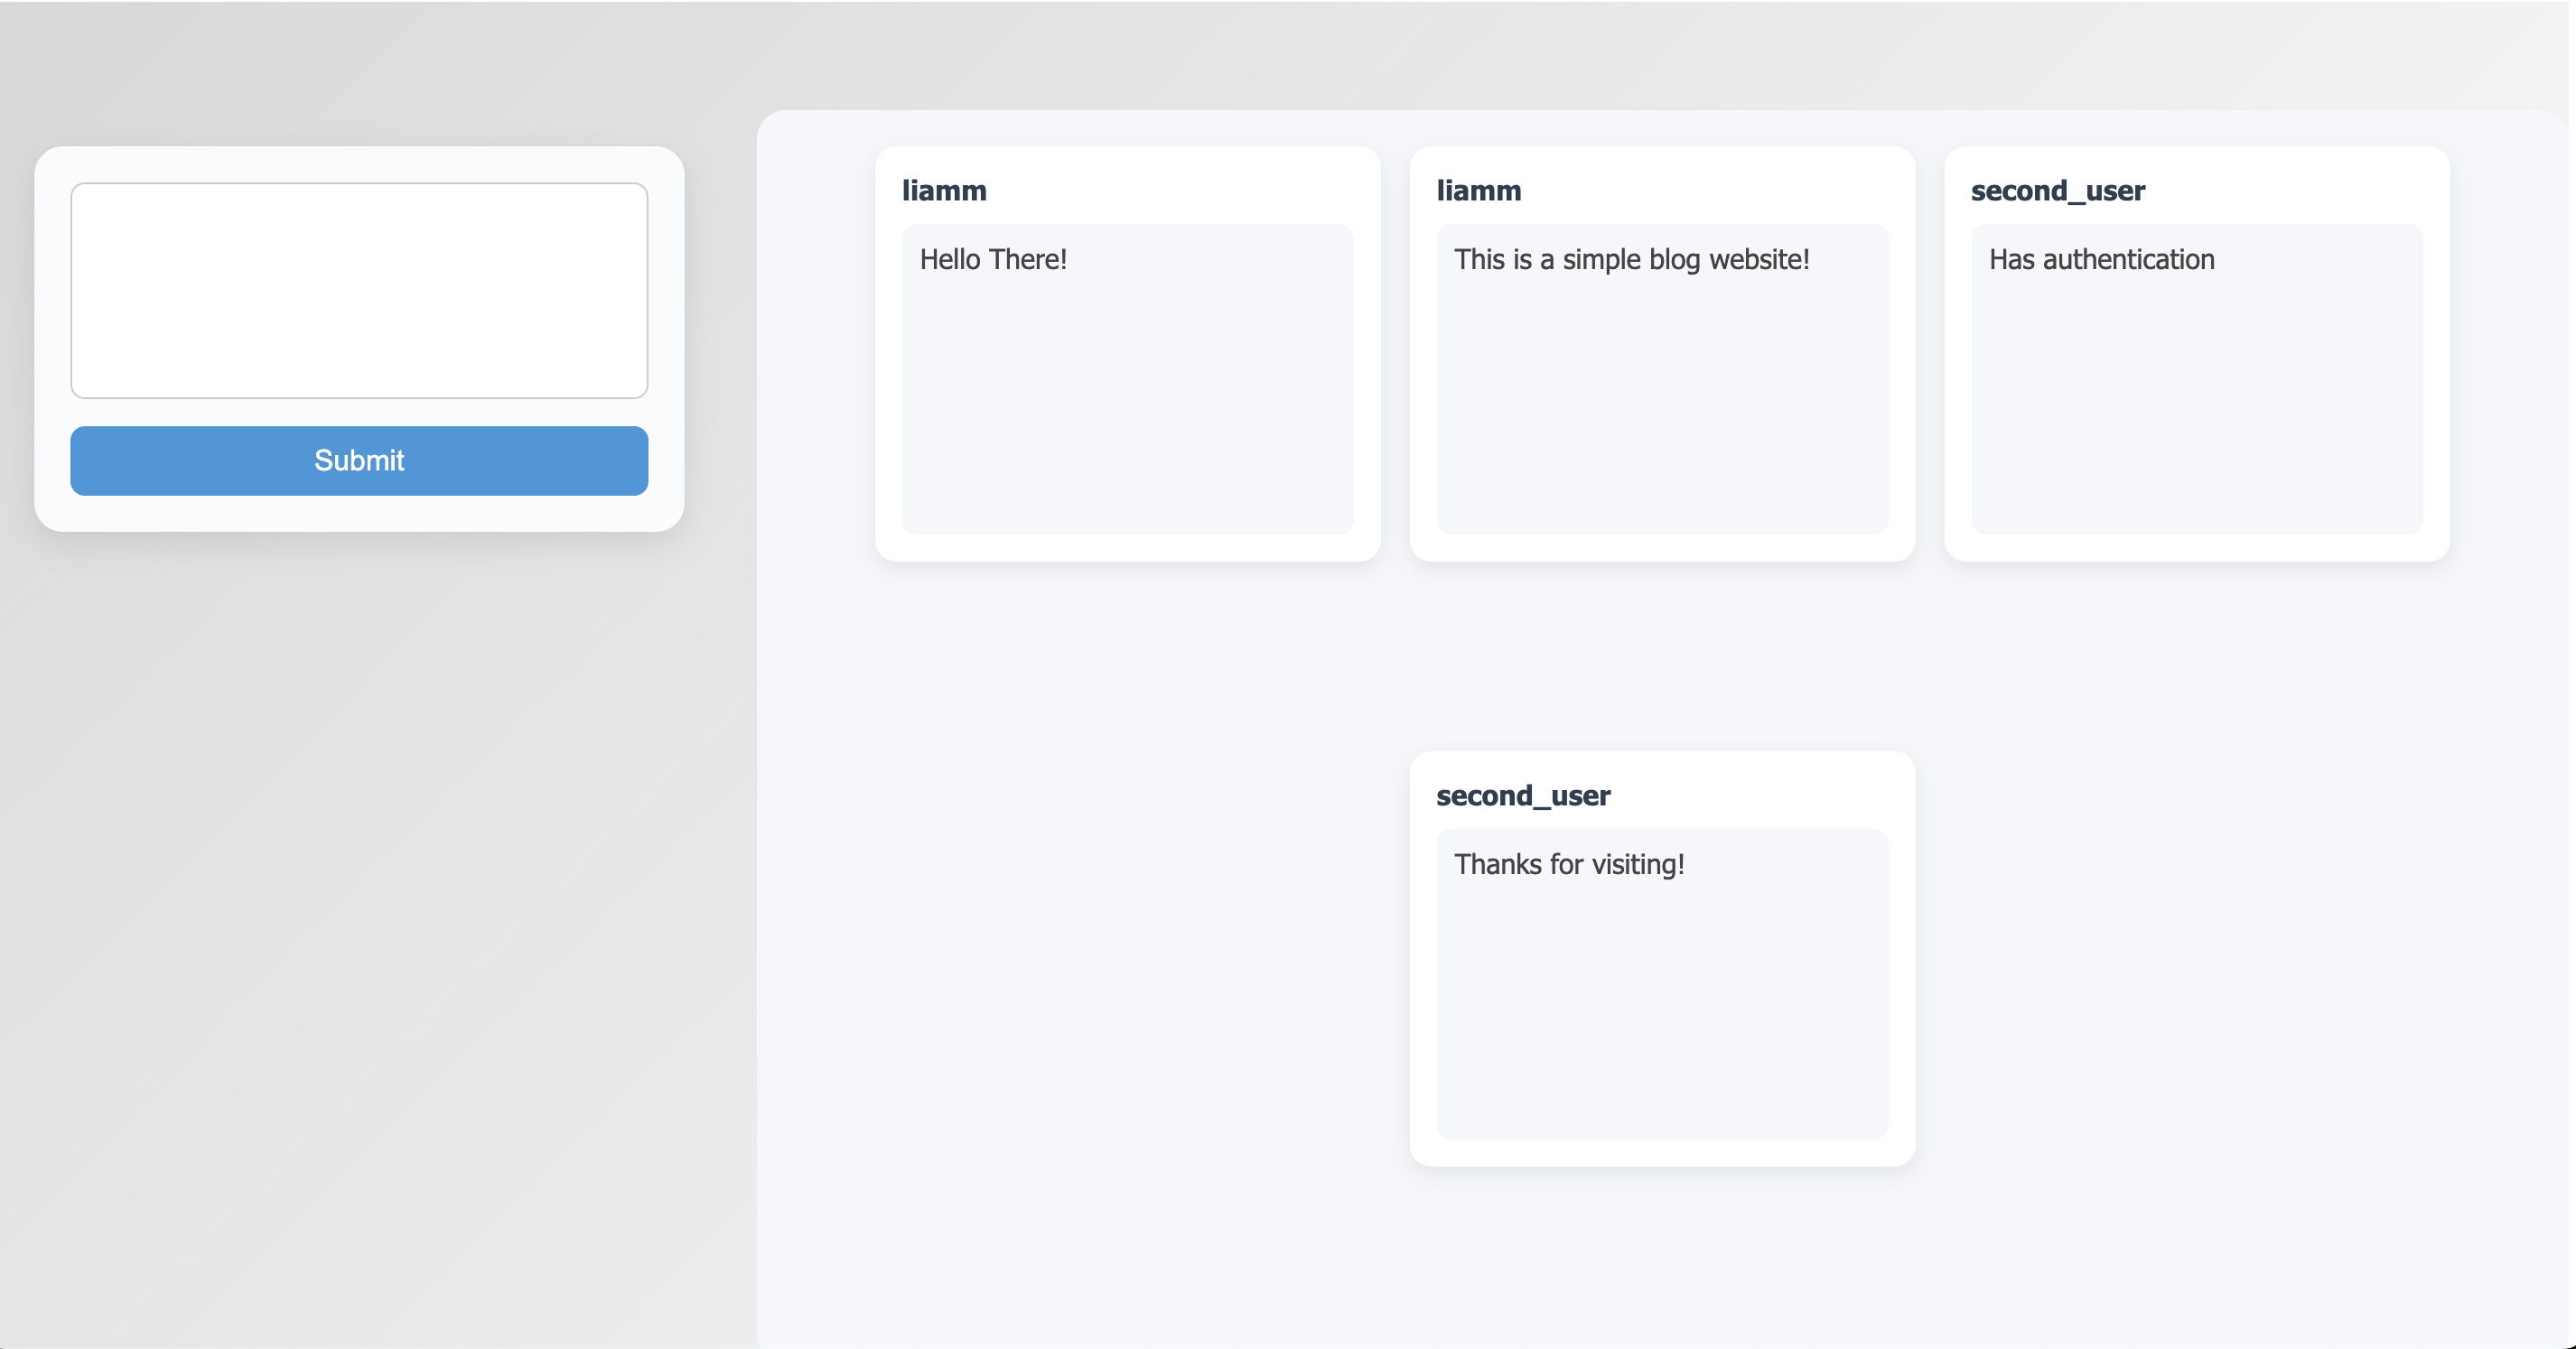 Submit
liamm
Hello There!
liamm
This is a simple blog website!
second_user
Has authentication
second_user
Thanks for visiting!